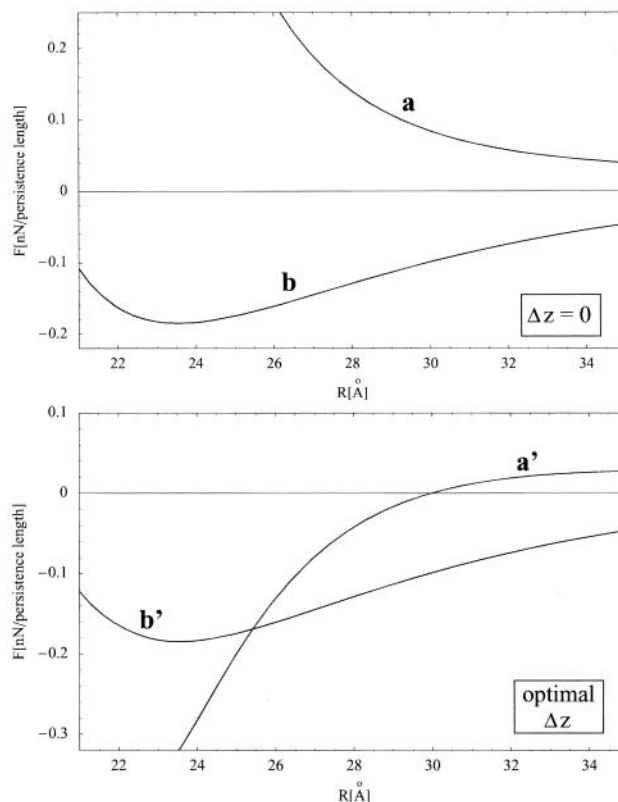 0.2
0.1
0
−0.1
−0.2
F[nN/persistence length]
a
b
Δz = 0
22 24 26 28 30 32 34
R[Å]
0.1
0
−0.1
−0.2
−0.3
F[nN/persistence length]
a’
b’
optimal
Δz
22 24 26 28 30 32 34
R[Å]